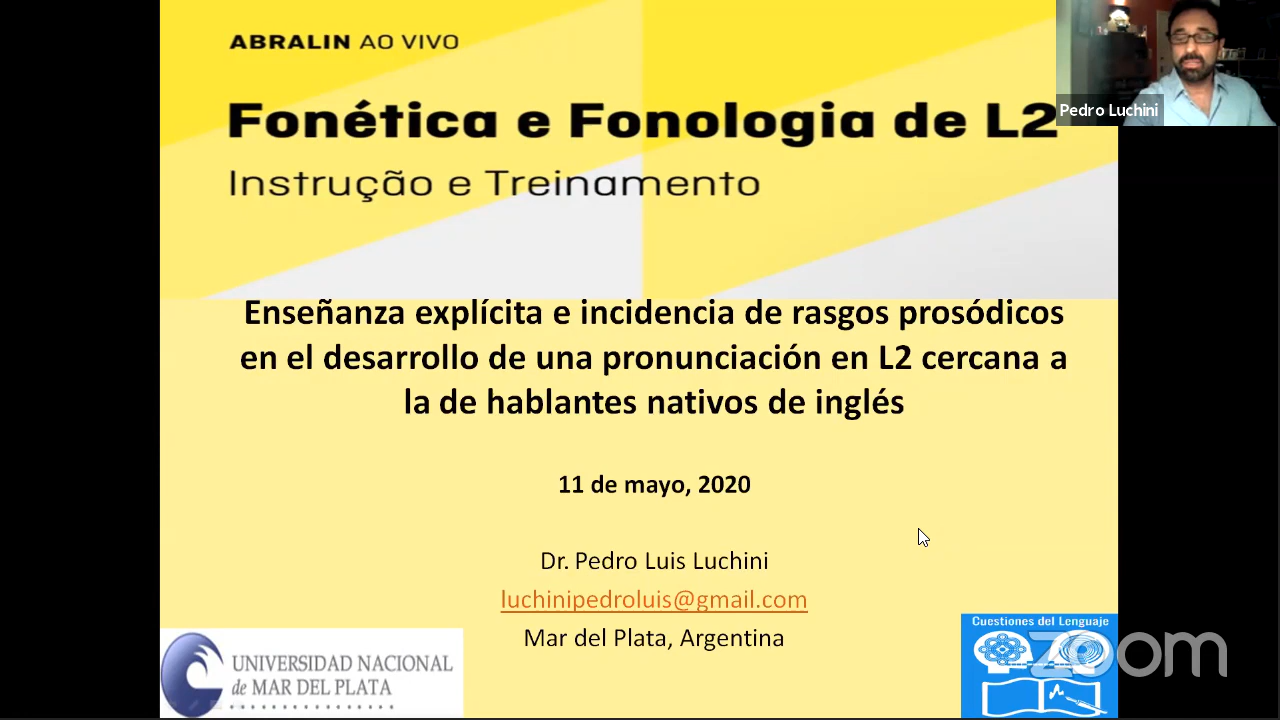 ABRALIN AO VIVO
Fonética e Fonologia de L2
Instrução e Treinamento
Pedro Luchini
Enseñanza explícita e incidencia de rasgos prosódicos
en el desarrollo de una pronunciación en L2 cercana a
la de hablantes nativos de inglés
11 de mayo, 2020
Dr. Pedro Luis Luchini
luchinipedroluis@gmail.com
Mar del Plata, Argentina
UNIVERSIDAD NACIONAL
de MAR DEL PLATA
Cuestiones del Lenguaje
zoom